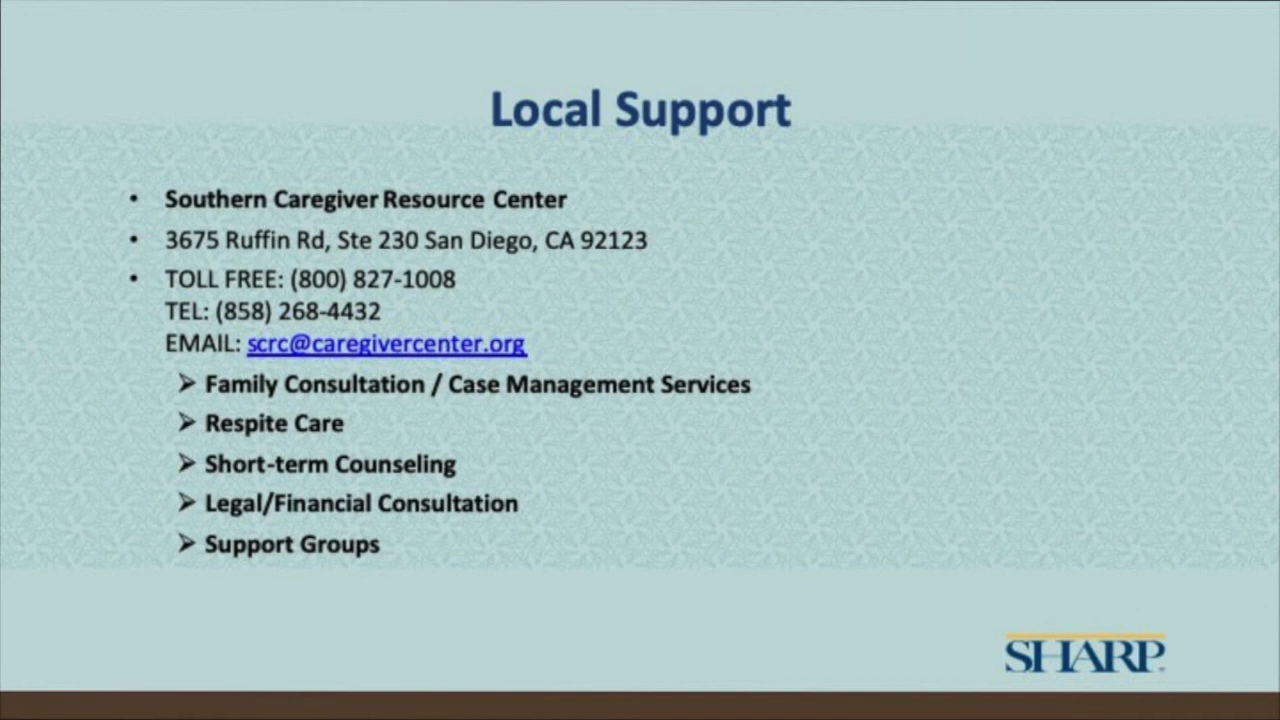 Local Support
• Southern Caregiver Resource Center
• 3675 Ruffin Rd, Ste 230 San Diego, CA 92123
• TOLL FREE: (800) 827-1008
TEL: (858) 268-4432
EMAIL: scrc@caregivercenter.org
➢ Family Consultation / Case Management Services
➢ Respite Care
➢ Short-term Counseling
➢ Legal/Financial Consultation
➢ Support Groups
SHARP